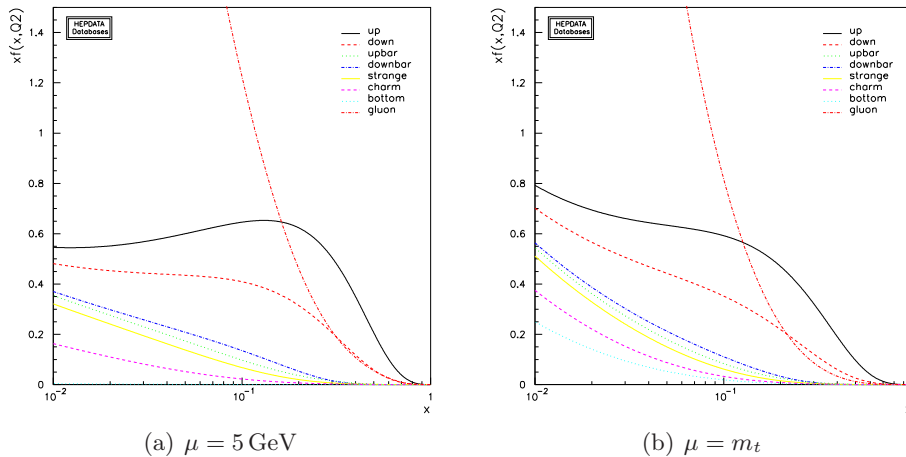 HEPDATA
Databases
up
down
upbar
downbar
strange
charm
bottom
gluon
xf(x,Q2)
1.4
1.2
1
0.8
0.6
0.4
0.2
0
10-2
10-1
1
x
(a) μ = 5 GeV
HEPDATA
Databases
up
down
upbar
downbar
strange
charm
bottom
gluon
xf(x,Q2)
1.4
1.2
1
0.8
0.6
0.4
0.2
0
10-2
10-1
(b) μ = mt